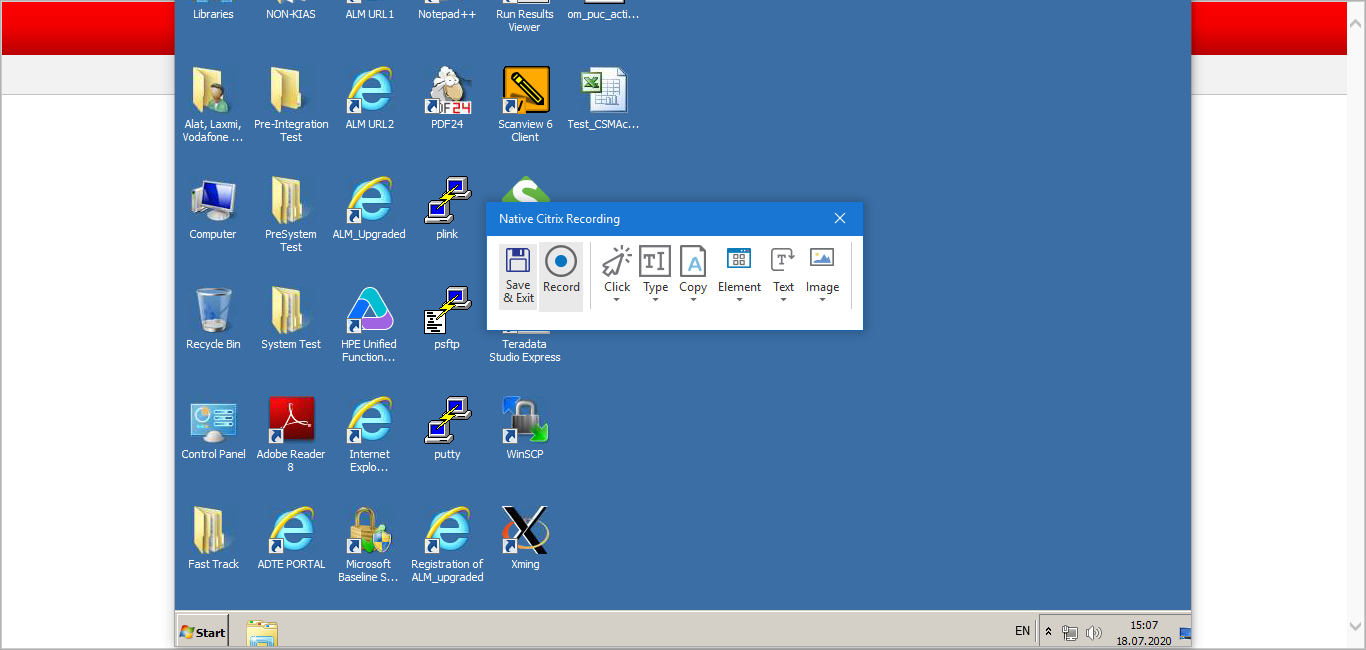 Libraries
NON-KIAS
ALM URL1
Notepad++
Run Results
Viewer
om_puc_acti...
Alat, Laxmi,
Vodafone ...
Pre-Integration
Test
ALM URL2
PDF24
Scanview 6
Client
Test_CSMAc...
Computer
PreSystem
Test
ALM_Upgraded
plink
Native Citrix Recording
Save
& Exit
Record
Click
Type
Copy
Element
Text
Image
Recycle Bin
System Test
HPE Unified
Function...
psftp
Teradata
Studio Express
Control Panel
Adobe Reader
8
Internet
Explo...
putty
WinSCP
Fast Track
ADTE PORTAL
Microsoft
Baseline S...
Registration of
ALM_upgraded
Xming
Start
EN
15:07
18.07.2020